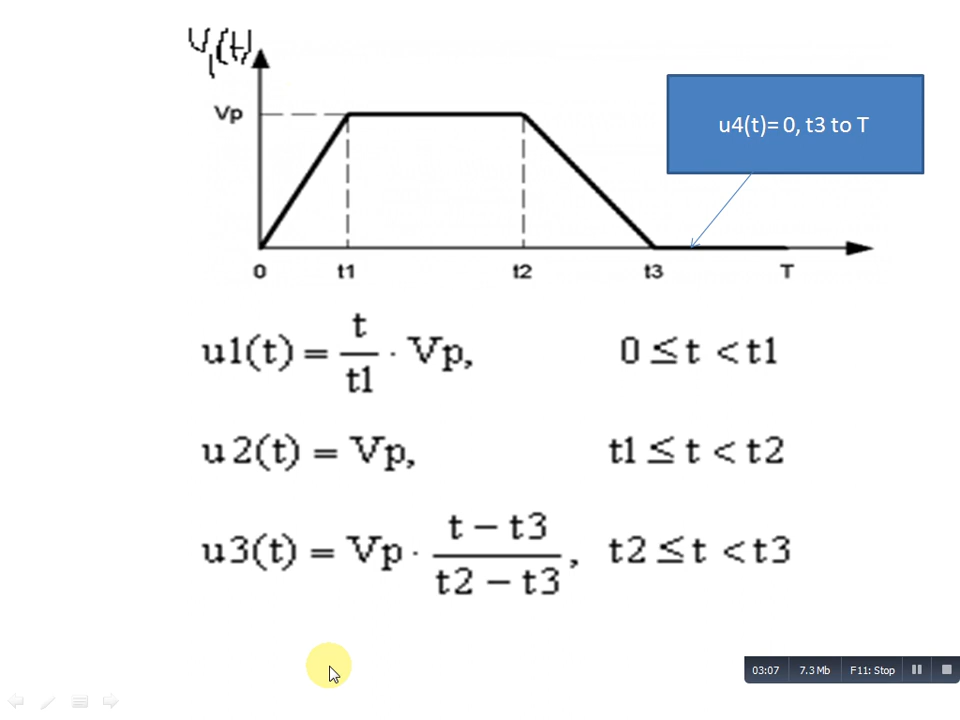 V1(t)
Vp
u4(t)= 0, t3 to T
0 t1 t2 t3 T
u1(t) = t/t1 · Vp, 0 ≤ t < t1
u2(t) = Vp, t1 ≤ t < t2
u3(t) = Vp · (t − t3)/(t2 − t3), t2 ≤ t < t3
03:07 7.3 Mb F11: Stop